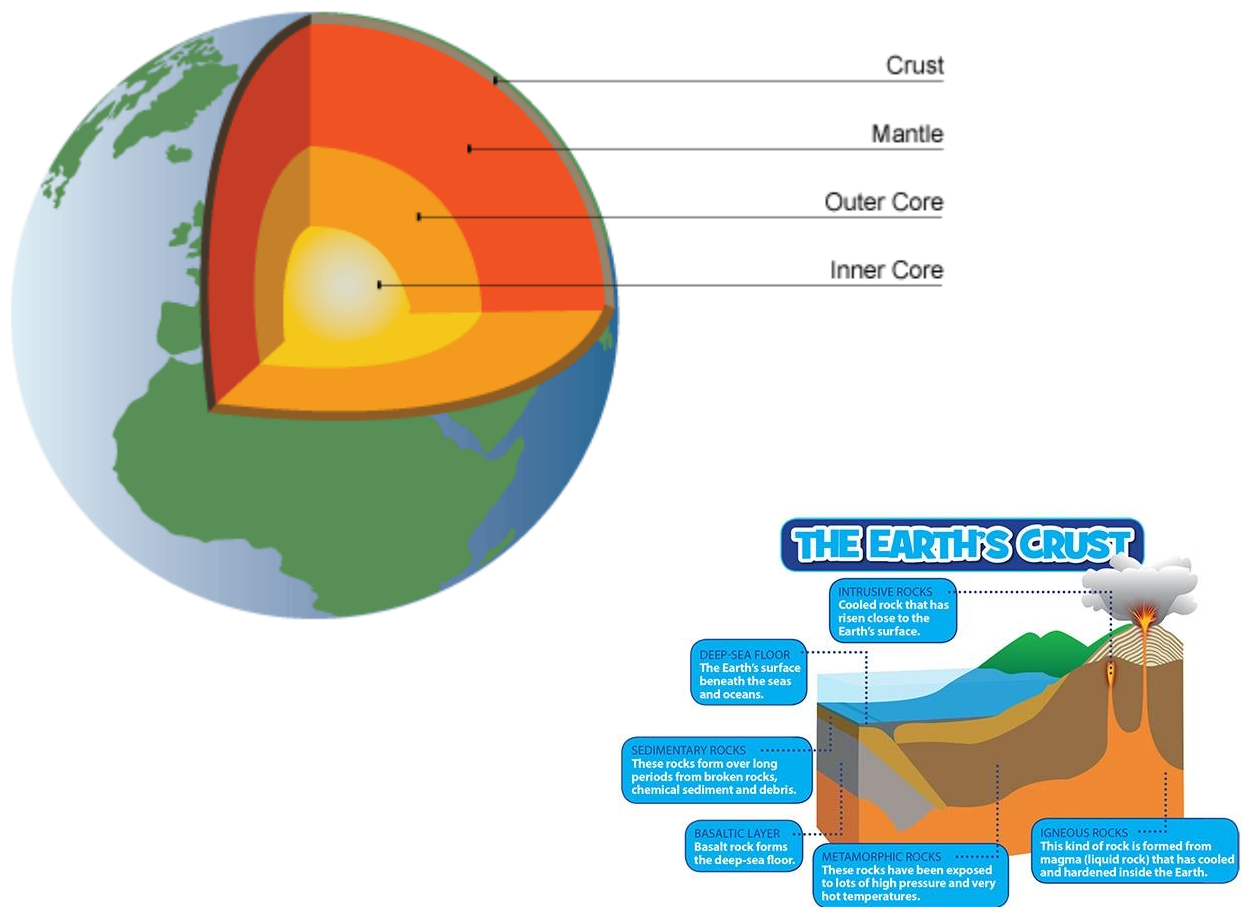 Crust
Mantle
Outer Core
Inner Core
THE EARTH'S CRUST
INTRUSIVE ROCKS
Cooled rock that has
risen close to the
Earth's surface.
DEEP-SEA FLOOR
The Earth's surface
beneath the seas
and oceans.
SEDIMENTARY ROCKS
These rocks form over long
periods from broken rocks,
chemical sediment and debris.
BASALTIC LAYER
Basalt rock forms
the deep-sea floor.
METAMORPHIC ROCKS
These rocks have been exposed
to lots of high pressure and very
hot temperatures.
IGNEOUS ROCKS
This kind of rock is formed from
magma (liquid rock) that has cooled
and hardened inside the Earth.